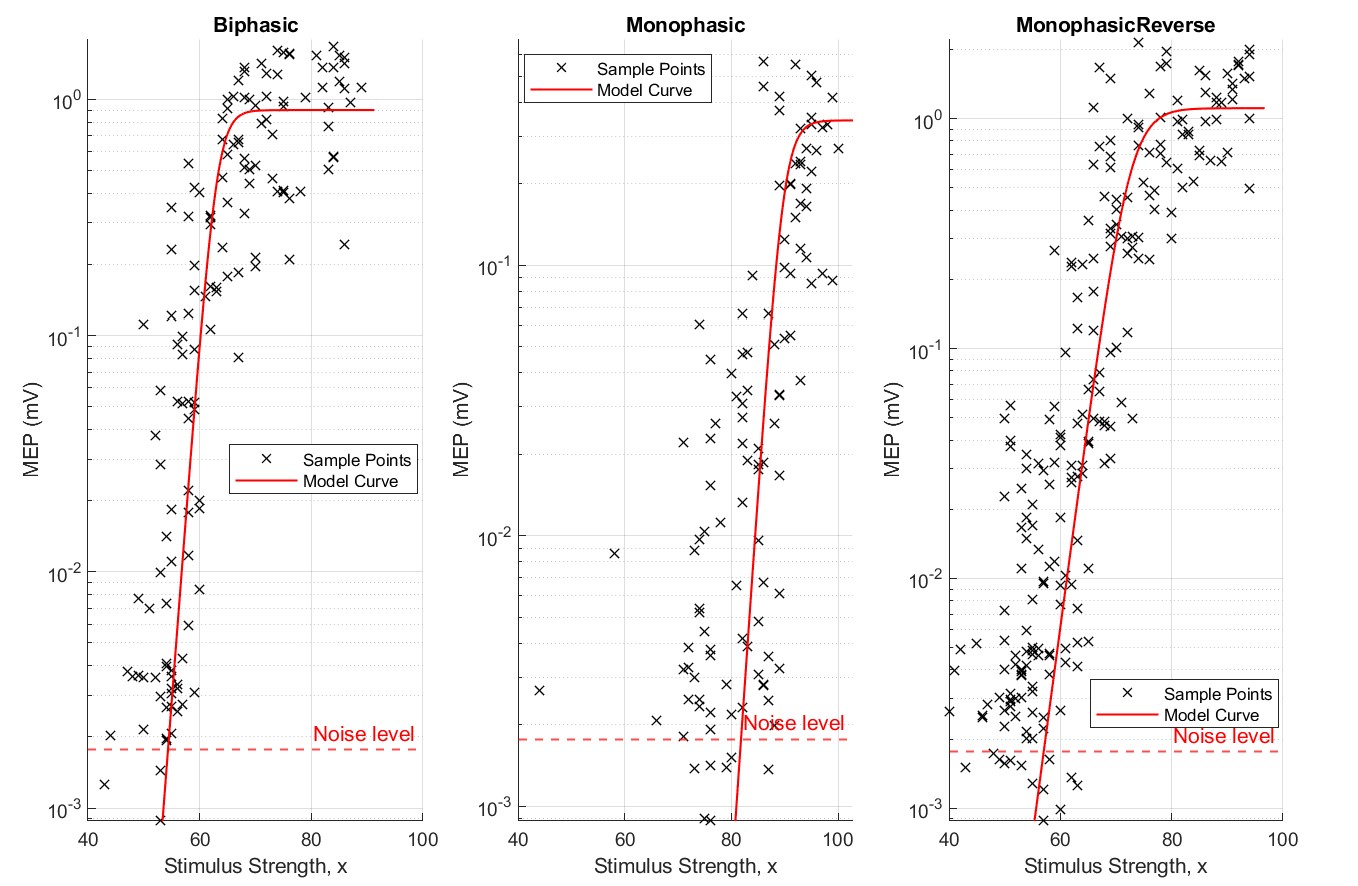 Biphasic
10^0
10^-1
10^-2
10^-3
MEP (mV)
Sample Points
Model Curve
Noise level
40 60 80 100
Stimulus Strength, x
Monophasic
Sample Points
Model Curve
10^-1
10^-2
10^-3
MEP (mV)
Noise level
40 60 80 100
Stimulus Strength, x
MonophasicReverse
10^0
10^-1
10^-2
10^-3
MEP (mV)
Sample Points
Model Curve
Noise level
40 60 80 100
Stimulus Strength, x